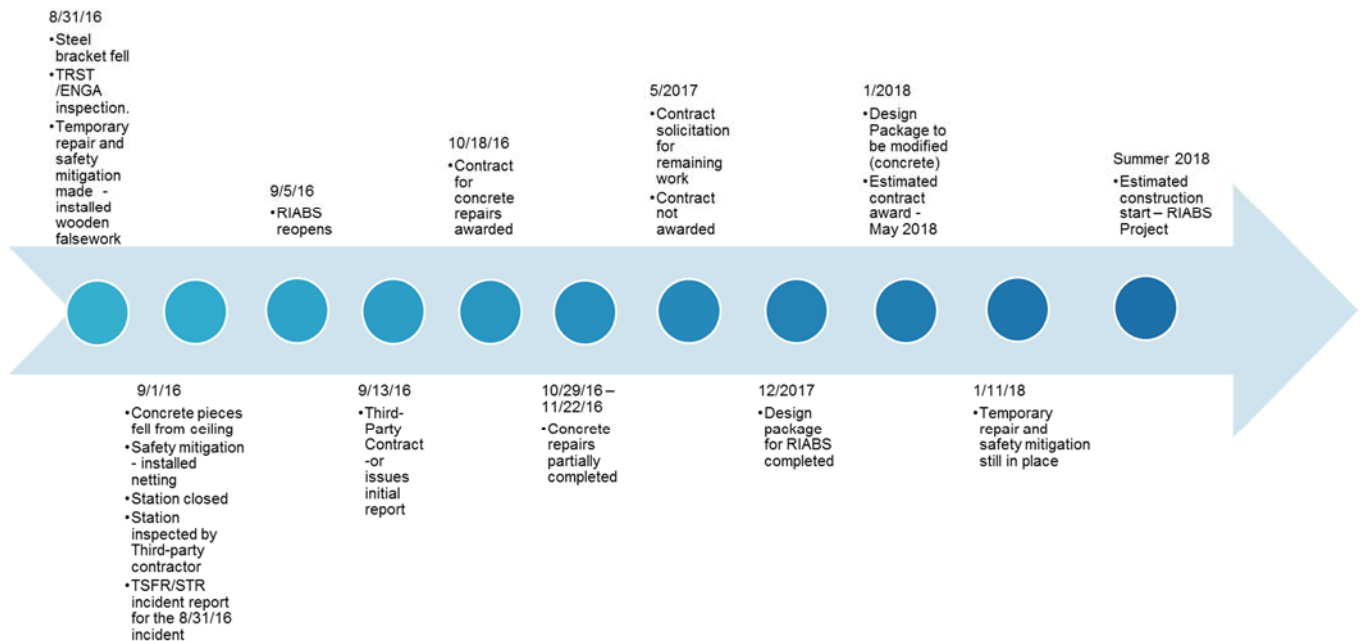 8/31/16
•Steel
bracket fell
•TRST
/ENGA
inspection.
•Temporary
repair and
safety
mitigation
made -
installed
wooden
falsework
9/1/16
•Concrete pieces
fell from ceiling
•Safety mitigation
- installed
netting
•Station closed
•Station
inspected by
Third-party
contractor
•TSFR/STR
incident report
for the 8/31/16
incident
9/5/16
•RIABS
reopens
9/13/16
•Third-
Party
Contract
-or
issues
initial
report
10/18/16
•Contract
for
concrete
repairs
awarded
10/29/16 –
11/22/16
•Concrete
repairs
partially
completed
5/2017
•Contract
solicitation
for
remaining
work
•Contract
not
awarded
12/2017
•Design
package
for RIABS
completed
1/2018
•Design
Package to
be modified
(concrete)
•Estimated
contract
award -
May 2018
1/11/18
•Temporary
repair and
safety mitigation
still in place
Summer 2018
•Estimated
construction
start – RIABS
Project